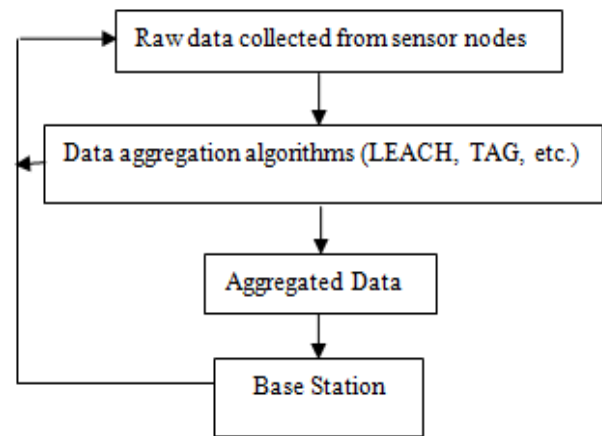 Raw data collected from sensor nodes
Data aggregation algorithms (LEACH, TAG, etc.)
Aggregated Data
Base Station